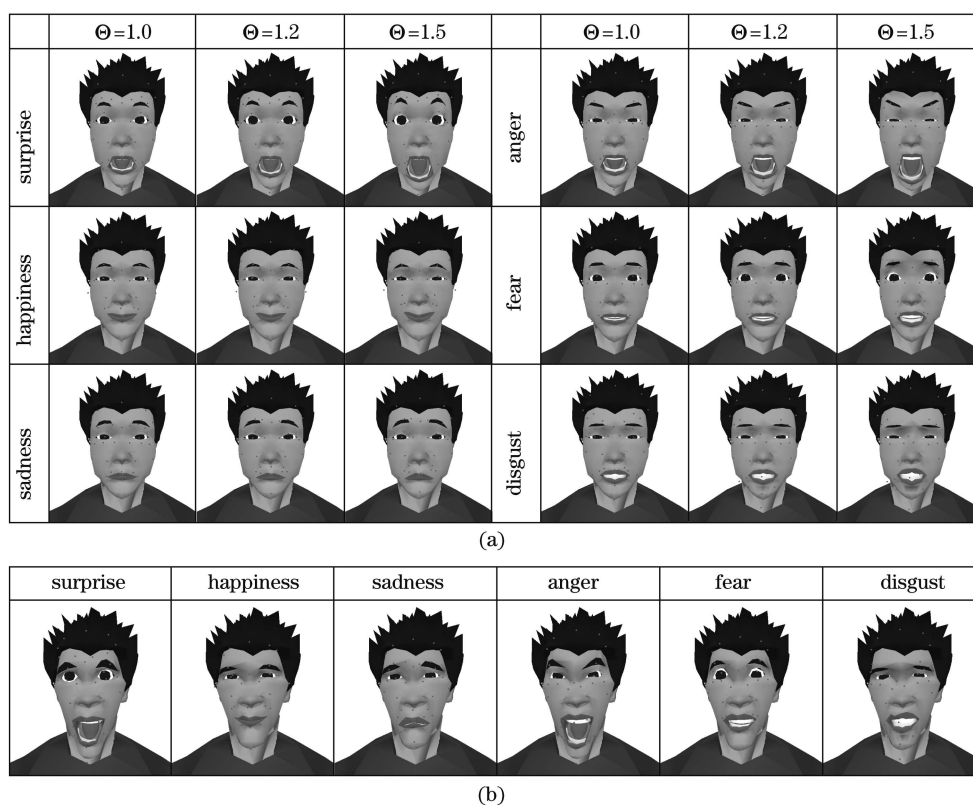 Θ=1.0 Θ=1.2 Θ=1.5 Θ=1.0 Θ=1.2 Θ=1.5
surprise anger
happiness fear
sadness disgust
(a)
surprise happiness sadness anger fear disgust
(b)